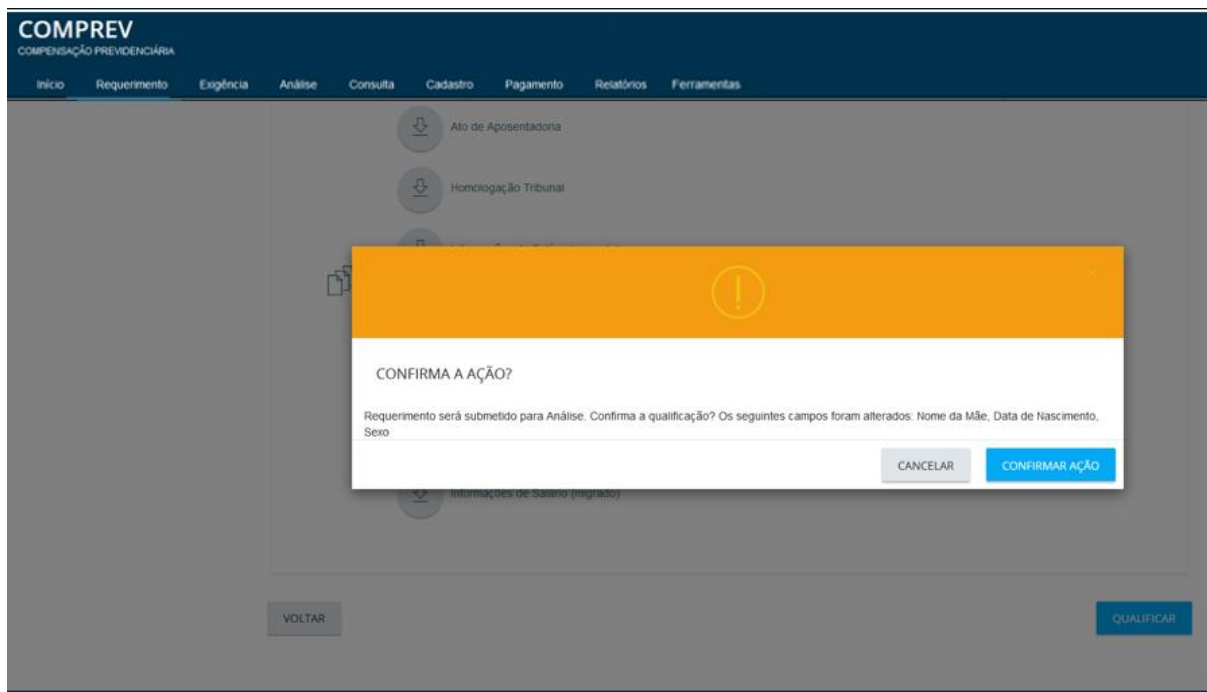 COMPREV
COMPENSAÇÃO PREVIDENCIÁRIA
Início Requerimento Exigência Análise Consulta Cadastro Pagamento Relatórios Ferramentas
Ato de Aposentadoria
Homologação Tribunal
CONFIRMA A AÇÃO?
Requerimento será submetido para Análise. Confirma a qualificação? Os seguintes campos foram alterados: Nome da Mãe, Data de Nascimento,
Sexo
CANCELAR CONFIRMAR AÇÃO
Informações de Salário (migrado)
VOLTAR QUALIFICAR